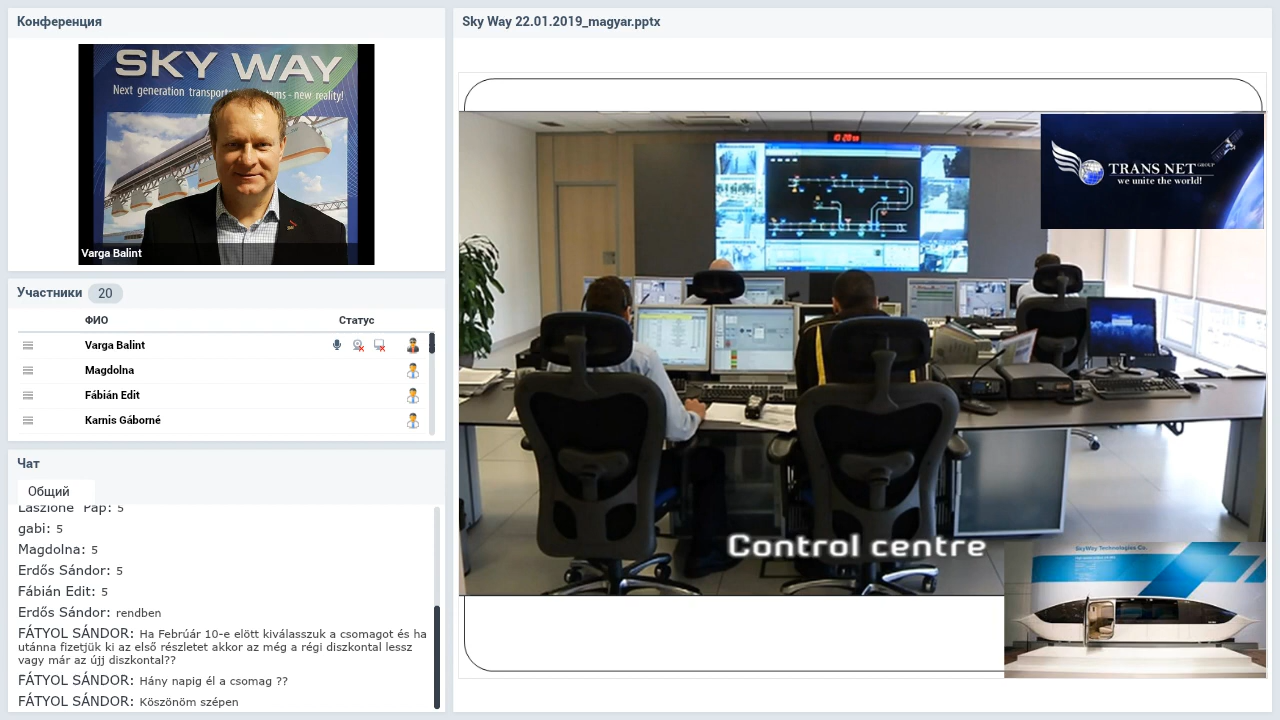 Конференция
SKY WAY
Next generation transpor
ems - new reality!
Varga Balint
Участники 20
ФИО Статус
Varga Balint
Magdolna
Fábián Edit
Karnis Gáborné
Чат
Общий
Lászlóné Pap: 5
gabi: 5
Magdolna: 5
Erdős Sándor: 5
Fábián Edit: 5
Erdős Sándor: rendben
FÁTYOL SÁNDOR: Ha Február 10-e elött kiválasszuk a csomagot és ha
utánna fizetjük ki az első részletet akkor az még a régi diszkontal lessz
vagy már az újj diszkontal??
FÁTYOL SÁNDOR: Hány napig él a csomag ??
FÁTYOL SÁNDOR: Köszönöm szépen
Sky Way 22.01.2019_magyar.pptx
TRANS NET GROUP
we unite the world!
Control centre
SkyWay Technologies Co.